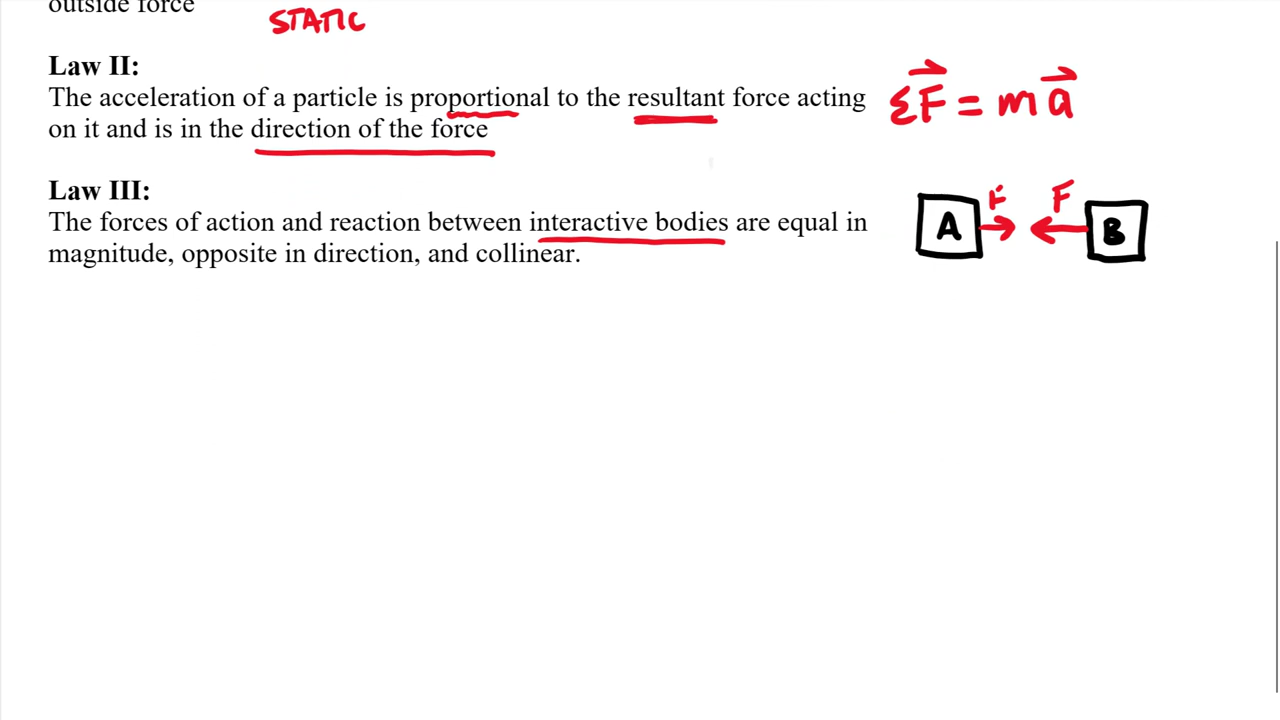 outside force
STATIC
Law II:
The acceleration of a particle is proportional to the resultant force acting
on it and is in the direction of the force
ΣF = ma
Law III:
The forces of action and reaction between interactive bodies are equal in
magnitude, opposite in direction, and collinear.
A F F B